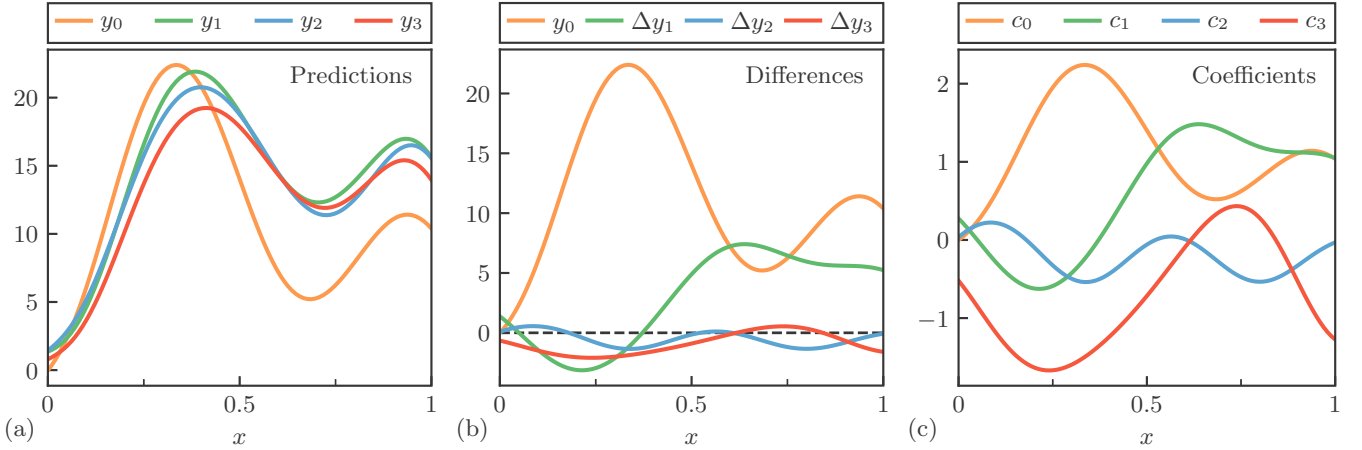 y₀ y₁ y₂ y₃
Predictions
20
15
10
5
0
0 0.5 1
x
(a)
y₀ Δy₁ Δy₂ Δy₃
Differences
20
15
10
5
0
0 0.5 1
x
(b)
c₀ c₁ c₂ c₃
Coefficients
2
1
0
−1
0 0.5 1
x
(c)